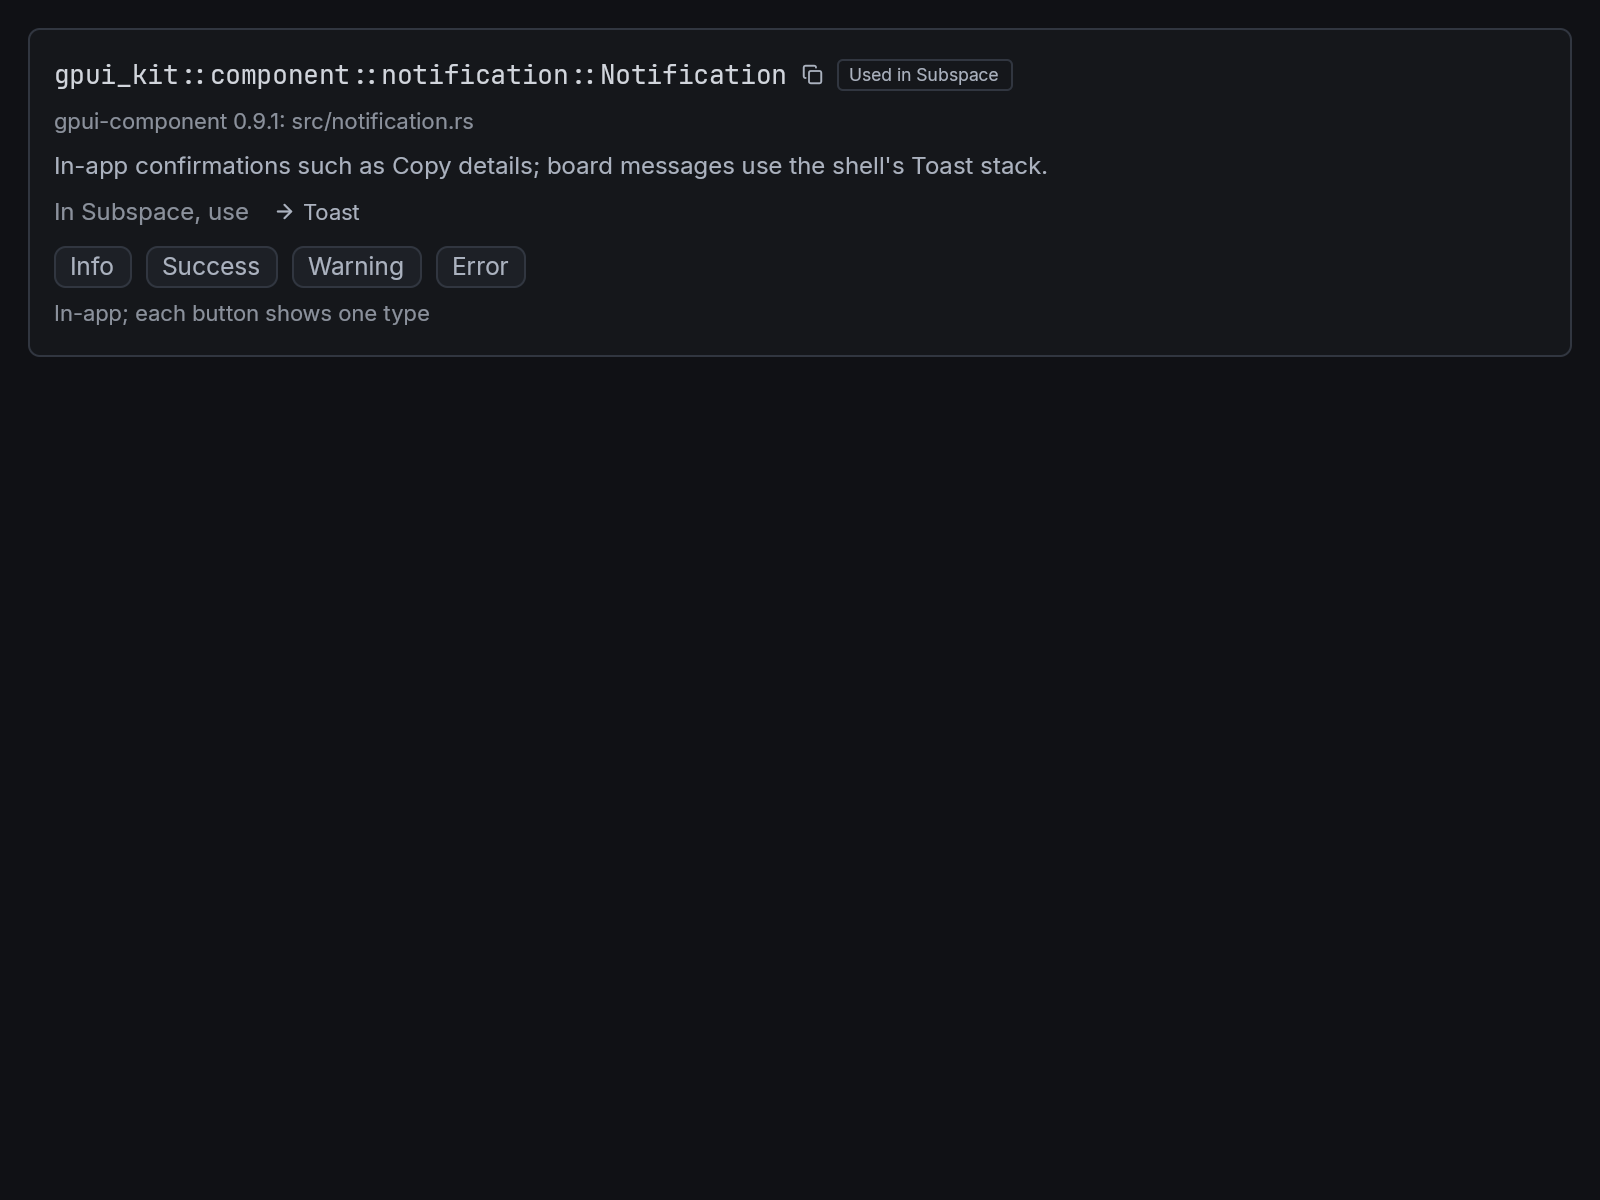 gpui_kit::component::notification::Notification Used in Subspace
gpui-component 0.9.1: src/notification.rs
In-app confirmations such as Copy details; board messages use the shell's Toast stack.
In Subspace, use → Toast
Info Success Warning Error
In-app; each button shows one type